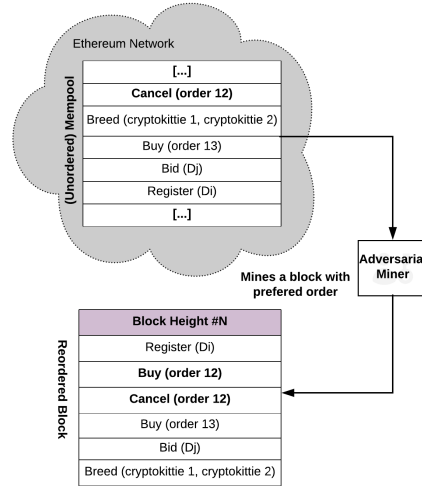 Ethereum Network
(Unordered) Mempool
[...]
Cancel (order 12)
Breed (cryptokittie 1, cryptokittie 2)
Buy (order 13)
Bid (Dj)
Register (Di)
[...]
Adversarial
Miner
Mines a block with
prefered order
Reordered Block
Block Height #N
Register (Di)
Buy (order 12)
Cancel (order 12)
Buy (order 13)
Bid (Dj)
Breed (cryptokittie 1, cryptokittie 2)